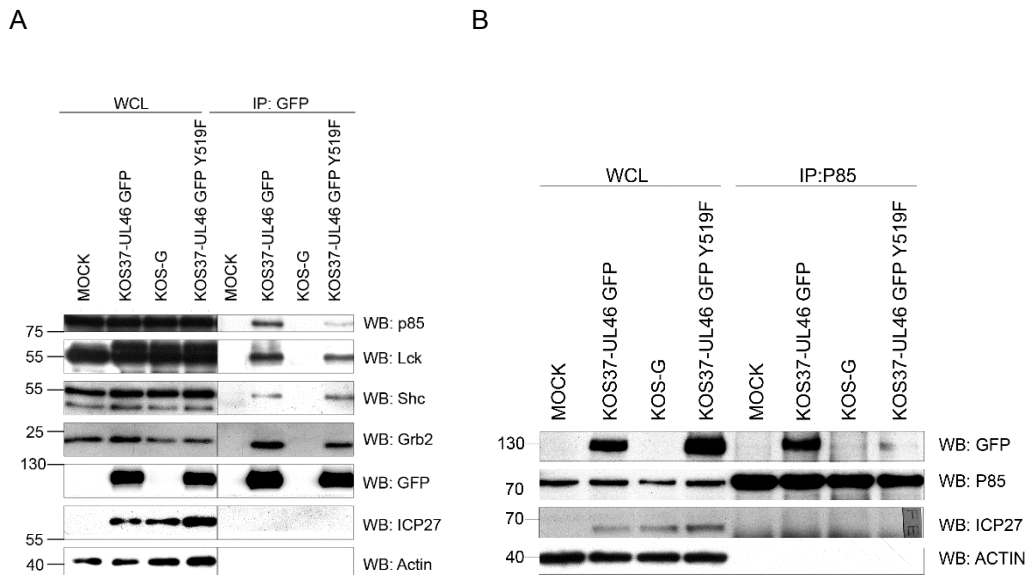 A
WCL
IP: GFP
MOCK
KOS37-UL46 GFP
KOS-G
KOS37-UL46 GFP Y519F
MOCK
KOS37-UL46 GFP
KOS-G
KOS37-UL46 GFP Y519F
75
WB: p85
55
WB: Lck
55
WB: Shc
25
WB: Grb2
130
WB: GFP
55
WB: ICP27
40
WB: Actin
B
WCL
IP:P85
MOCK
KOS37-UL46 GFP
KOS-G
KOS37-UL46 GFP Y519F
MOCK
KOS37-UL46 GFP
KOS-G
KOS37-UL46 GFP Y519F
130
WB: GFP
70
WB: P85
70
WB: ICP27
40
WB: ACTIN